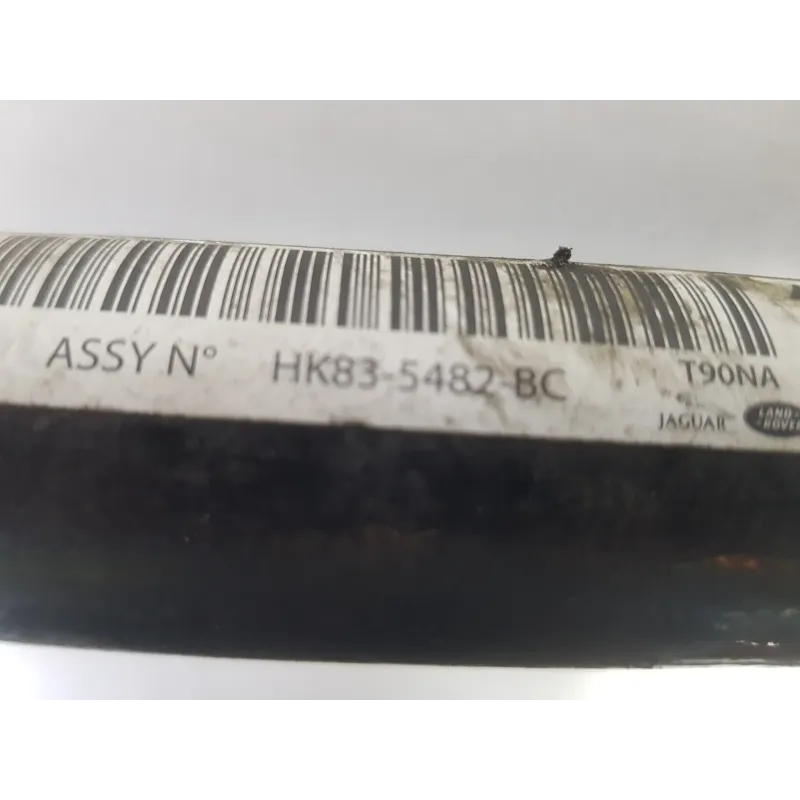 ASSY N° HK83-5482-BC T90NA
JAGUAR LAND-ROVER